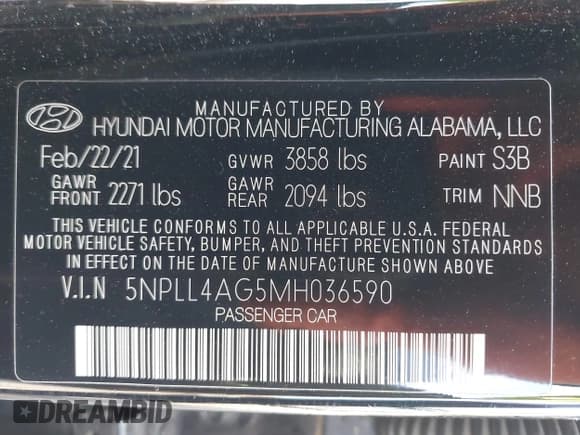 MANUFACTURED BY
HYUNDAI MOTOR MANUFACTURING ALABAMA, LLC
Feb/22/21 GVWR 3858 lbs PAINT S3B
GAWR FRONT 2271 lbs GAWR REAR 2094 lbs TRIM NNB
THIS VEHICLE CONFORMS TO ALL APPLICABLE U.S.A. FEDERAL
MOTOR VEHICLE SAFETY, BUMPER, AND THEFT PREVENTION STANDARDS
IN EFFECT ON THE DATE OF MANUFACTURE SHOWN ABOVE.
V.I.N 5NPLL4AG5MH036590
PASSENGER CAR
DREAMBID